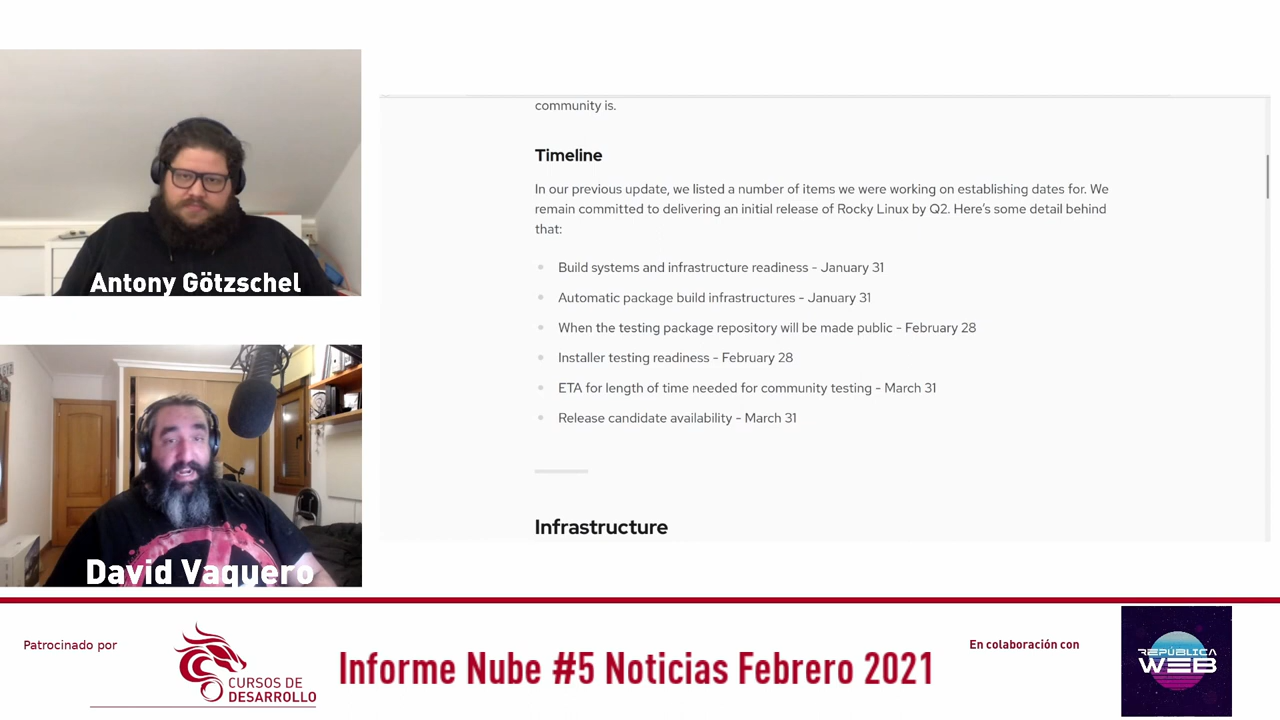 Antony Götzschel
David Vaquero
community is.
Timeline
In our previous update, we listed a number of items we were working on establishing dates for. We
remain committed to delivering an initial release of Rocky Linux by Q2. Here’s some detail behind
that:
Build systems and infrastructure readiness - January 31
Automatic package build infrastructures - January 31
When the testing package repository will be made public - February 28
Installer testing readiness - February 28
ETA for length of time needed for community testing - March 31
Release candidate availability - March 31
Infrastructure
Patrocinado por
CURSOS DE
DESARROLLO
Informe Nube #5 Noticias Febrero 2021
En colaboración con
REPÚBLICA
WEB